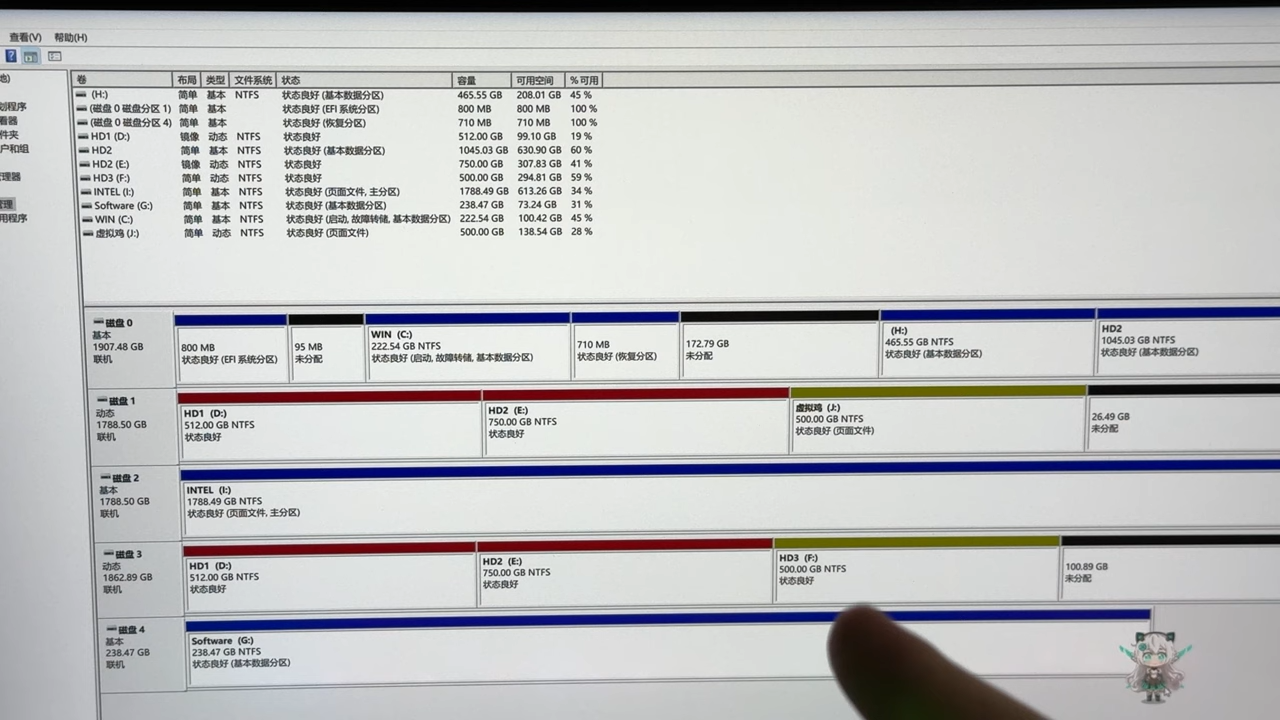 查看(V) 帮助(H)
地)
划程序
看器
件夹
户和组
管理器
管理
用程序
卷 布局 类型 文件系统 状态 容量 可用空间 % 可用
(H:) 简单 基本 NTFS 状态良好 (基本数据分区) 465.55 GB 208.01 GB 45 %
(磁盘 0 磁盘分区 1) 简单 基本 状态良好 (EFI 系统分区) 800 MB 800 MB 100 %
(磁盘 0 磁盘分区 4) 简单 基本 状态良好 (恢复分区) 710 MB 710 MB 100 %
HD1 (D:) 镜像 动态 NTFS 状态良好 512.00 GB 99.10 GB 19 %
HD2 简单 基本 NTFS 状态良好 (基本数据分区) 1045.03 GB 630.90 GB 60 %
HD2 (E:) 镜像 动态 NTFS 状态良好 750.00 GB 307.83 GB 41 %
HD3 (F:) 简单 动态 NTFS 状态良好 500.00 GB 294.81 GB 59 %
INTEL (I:) 简单 基本 NTFS 状态良好 (页面文件, 主分区) 1788.49 GB 613.26 GB 34 %
Software (G:) 简单 基本 NTFS 状态良好 (基本数据分区) 238.47 GB 73.24 GB 31 %
WIN (C:) 简单 基本 NTFS 状态良好 (启动, 故障转储, 基本数据分区) 222.54 GB 100.42 GB 45 %
虚拟鸡 (J:) 简单 动态 NTFS 状态良好 (页面文件) 500.00 GB 138.54 GB 28 %
磁盘 0
基本
1907.48 GB
联机
800 MB
状态良好 (EFI 系统分区)
95 MB
未分配
WIN (C:)
222.54 GB NTFS
状态良好 (启动, 故障转储, 基本数据分区)
710 MB
状态良好 (恢复分区)
172.79 GB
未分配
(H:)
465.55 GB NTFS
状态良好 (基本数据分区)
HD2
1045.03 GB NTFS
状态良好 (基本数据分区)
磁盘 1
动态
1788.50 GB
联机
HD1 (D:)
512.00 GB NTFS
状态良好
HD2 (E:)
750.00 GB NTFS
状态良好
虚拟鸡 (J:)
500.00 GB NTFS
状态良好 (页面文件)
26.49 GB
未分配
磁盘 2
基本
1788.50 GB
联机
INTEL (I:)
1788.49 GB NTFS
状态良好 (页面文件, 主分区)
磁盘 3
动态
1862.89 GB
联机
HD1 (D:)
512.00 GB NTFS
状态良好
HD2 (E:)
750.00 GB NTFS
状态良好
HD3 (F:)
500.00 GB NTFS
状态良好
100.89 GB
未分配
磁盘 4
基本
238.47 GB
联机
Software (G:)
238.47 GB NTFS
状态良好 (基本数据分区)